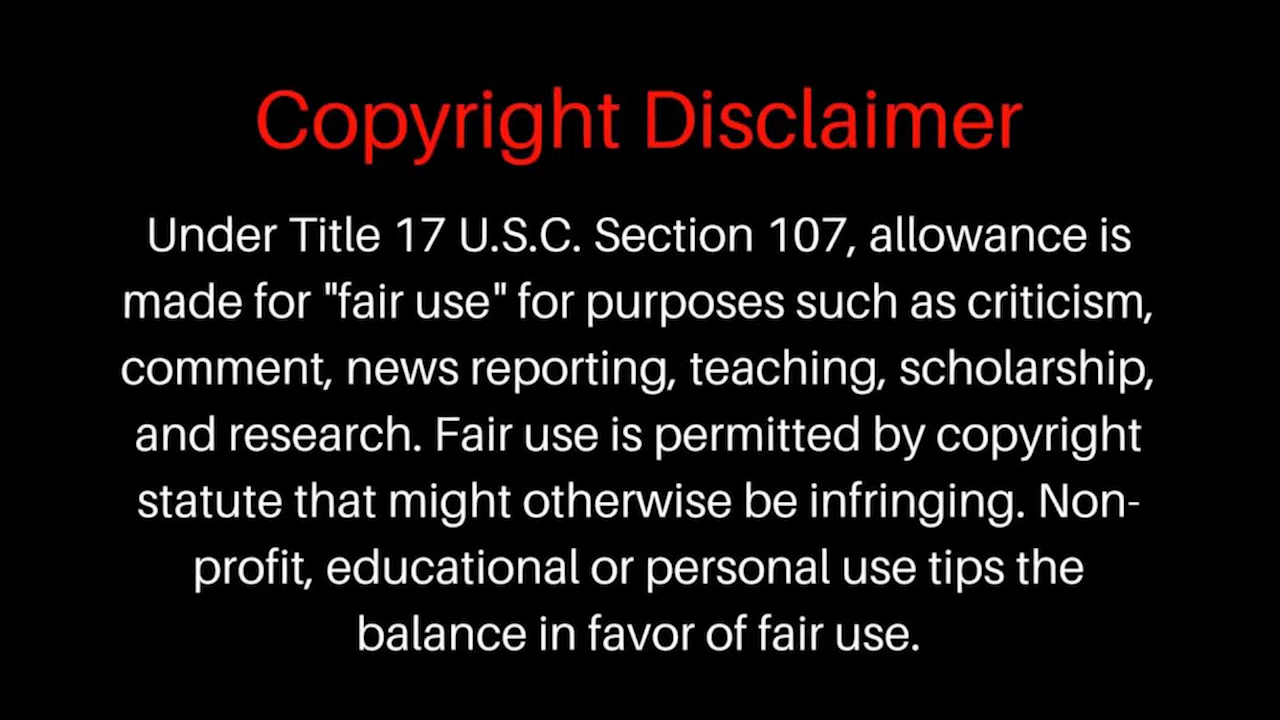 Copyright Disclaimer
Under Title 17 U.S.C. Section 107, allowance is
made for "fair use" for purposes such as criticism,
comment, news reporting, teaching, scholarship,
and research. Fair use is permitted by copyright
statute that might otherwise be infringing. Non-
profit, educational or personal use tips the
balance in favor of fair use.